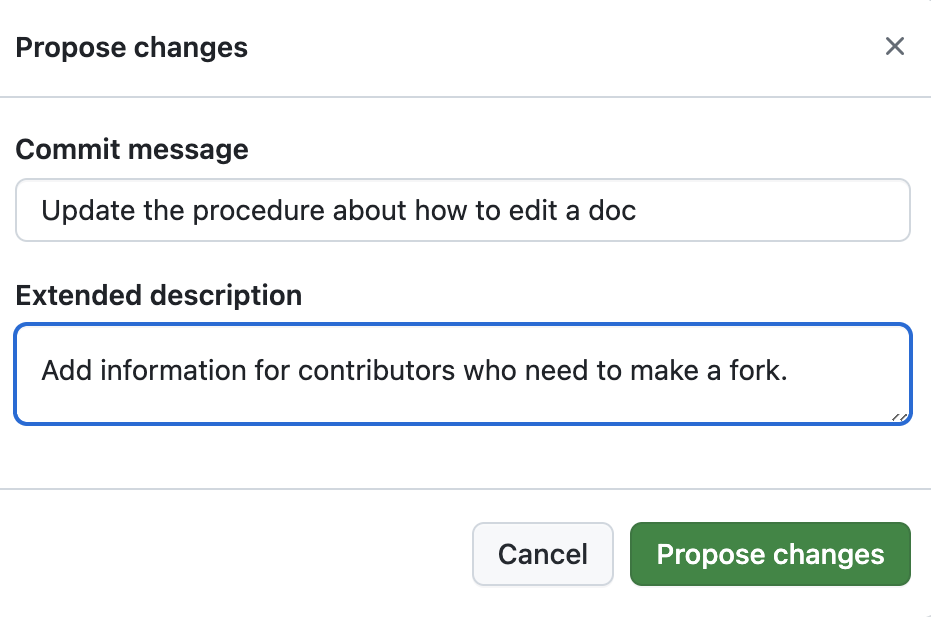 Propose changes
Commit message
Update the procedure about how to edit a doc
Extended description
Add information for contributors who need to make a fork.
Cancel
Propose changes